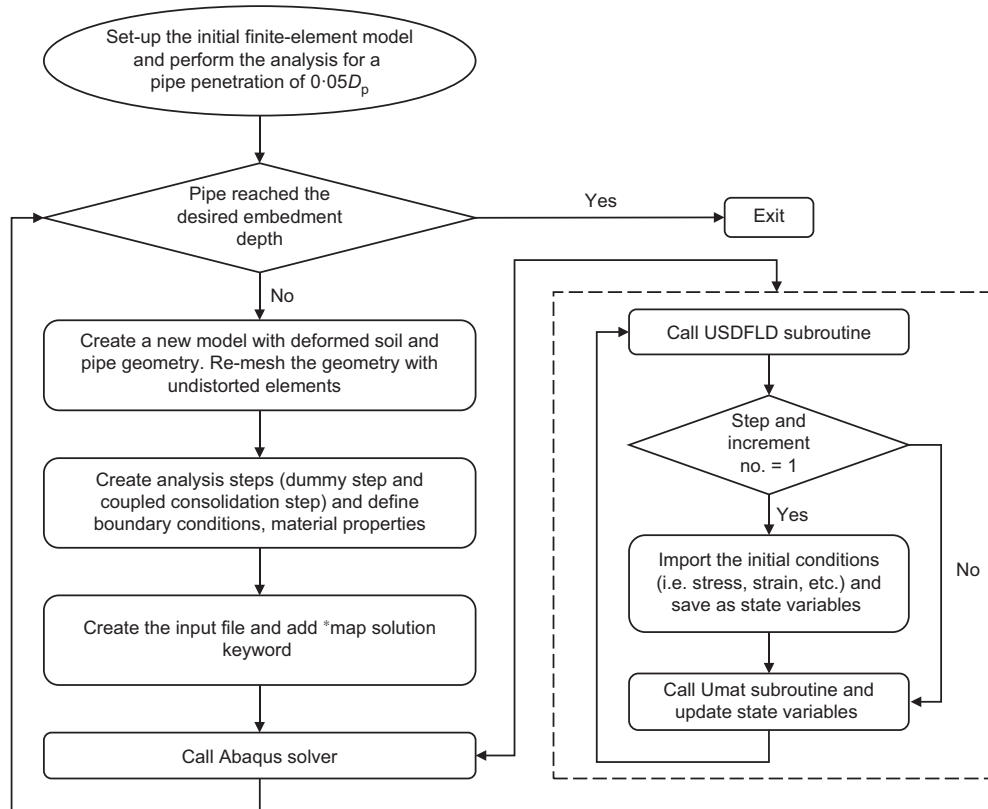 Set-up the initial finite-element model
and perform the analysis for a
pipe penetration of 0·05Dp
Pipe reached the
desired embedment
depth
Yes
Exit
No
Create a new model with deformed soil and
pipe geometry. Re-mesh the geometry with
undistorted elements
Create analysis steps (dummy step and
coupled consolidation step) and define
boundary conditions, material properties
Create the input file and add *map solution
keyword
Call Abaqus solver
Call USDFLD subroutine
Step and
increment
no. = 1
Yes
No
Import the initial conditions
(i.e. stress, strain, etc.) and
save as state variables
Call Umat subroutine and
update state variables